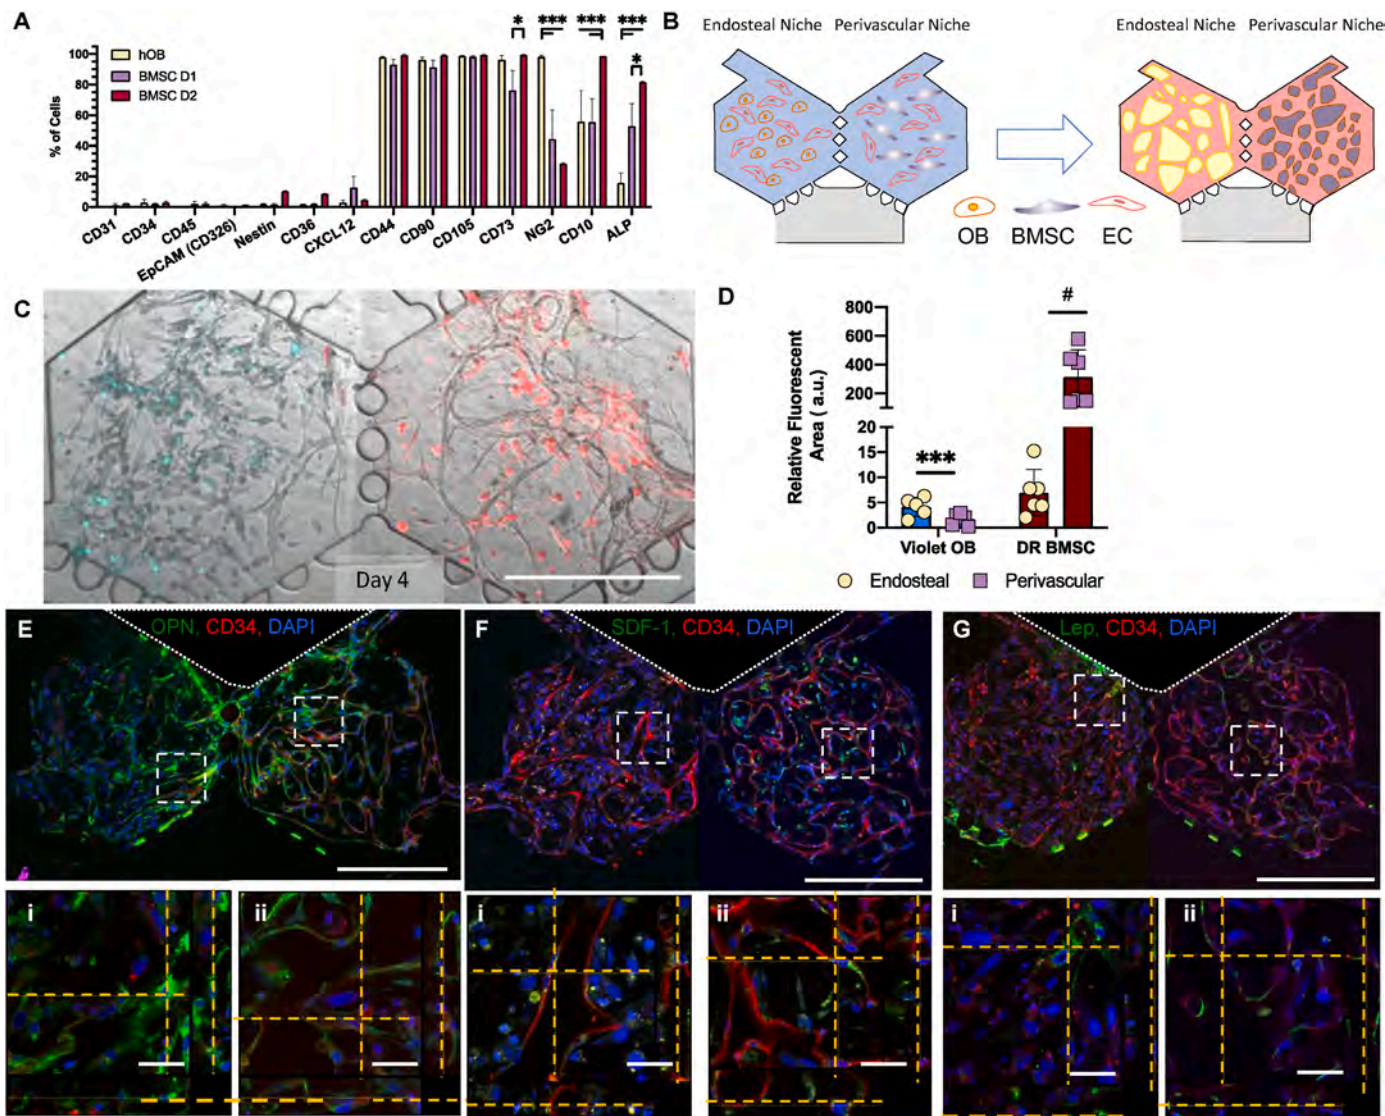 A
hOB
BMSC D1
BMSC D2
% of Cells
100
80
60
40
20
0
CD31
CD34
CD45
EpCAM (CD326)
Nestin
CD36
CXCL12
CD44
CD90
CD105
CD73
NG2
CD10
ALP
* *** *** ***
*
B
Endosteal Niche Perivascular Niche
Endosteal Niche Perivascular Niche
OB BMSC EC
C
Day 4
D
Relative Fluorescent
Area ( a.u.)
800
600
400
200
20
15
10
5
0
***
#
Violet OB DR BMSC
Endosteal Perivascular
E
OPN, CD34, DAPI
F
SDF-1, CD34, DAPI
G
Lep, CD34, DAPI
i
ii
i
ii
i
ii